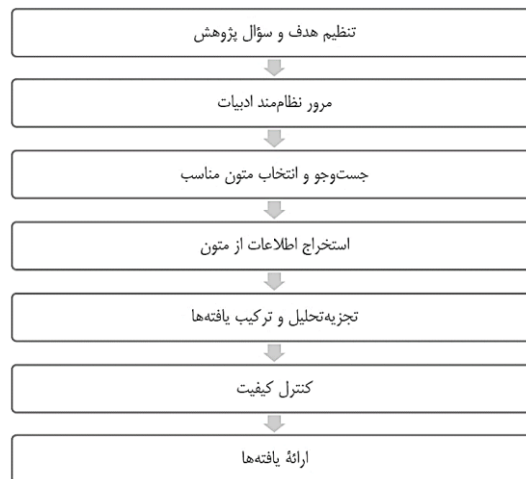 تنظیم هدف و سؤال پژوهش
مرور نظام‌مند ادبیات
جست‌وجو و انتخاب متون مناسب
استخراج اطلاعات از متون
تجزیه‌تحلیل و ترکیب یافته‌ها
کنترل کیفیت
ارائۀ یافته‌ها